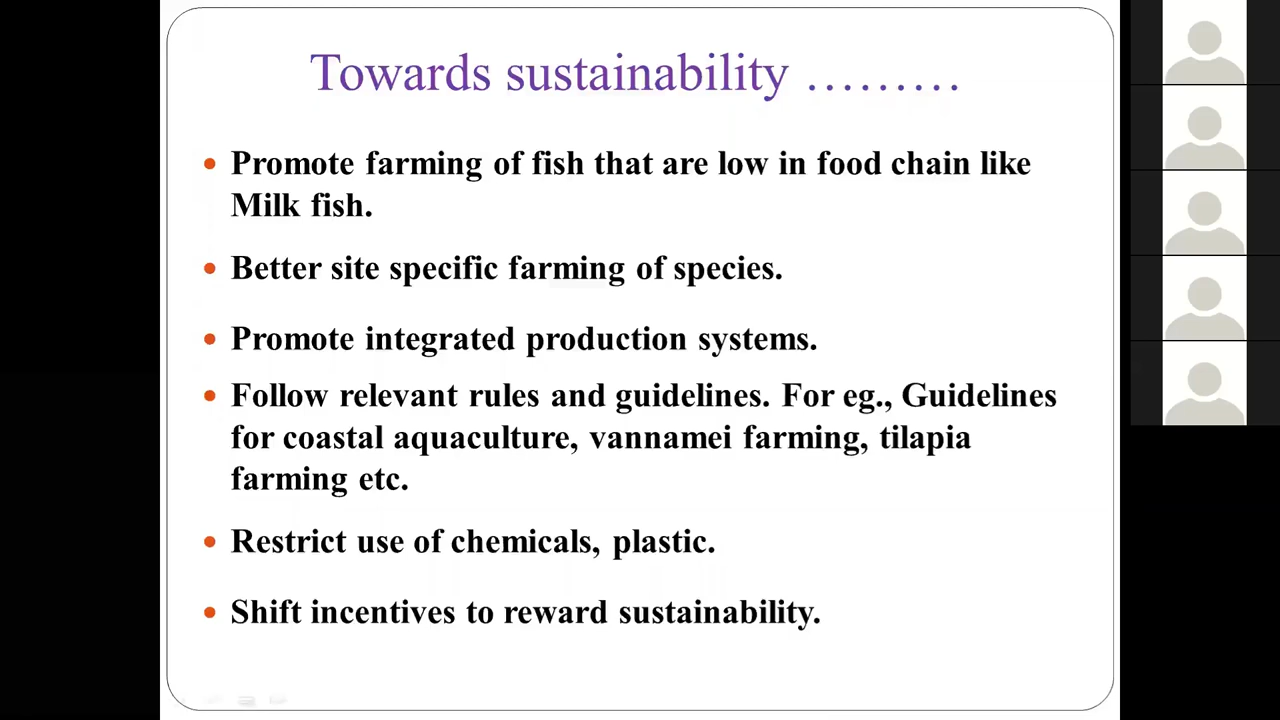 Towards sustainability .........
• Promote farming of fish that are low in food chain like
Milk fish.
• Better site specific farming of species.
• Promote integrated production systems.
• Follow relevant rules and guidelines. For eg., Guidelines
for coastal aquaculture, vannamei farming, tilapia
farming etc.
• Restrict use of chemicals, plastic.
• Shift incentives to reward sustainability.